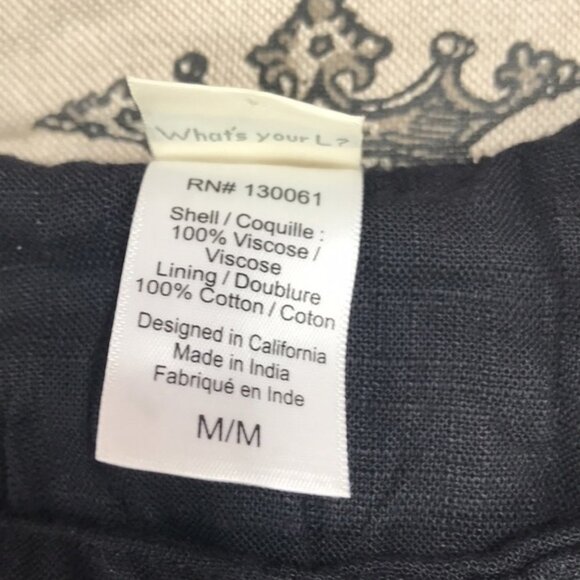 What's your L?
RN# 130061
Shell / Coquille :
100% Viscose /
Viscose
Lining / Doublure
100% Cotton / Coton
Designed in California
Made in India
Fabriqué en Inde
M/M